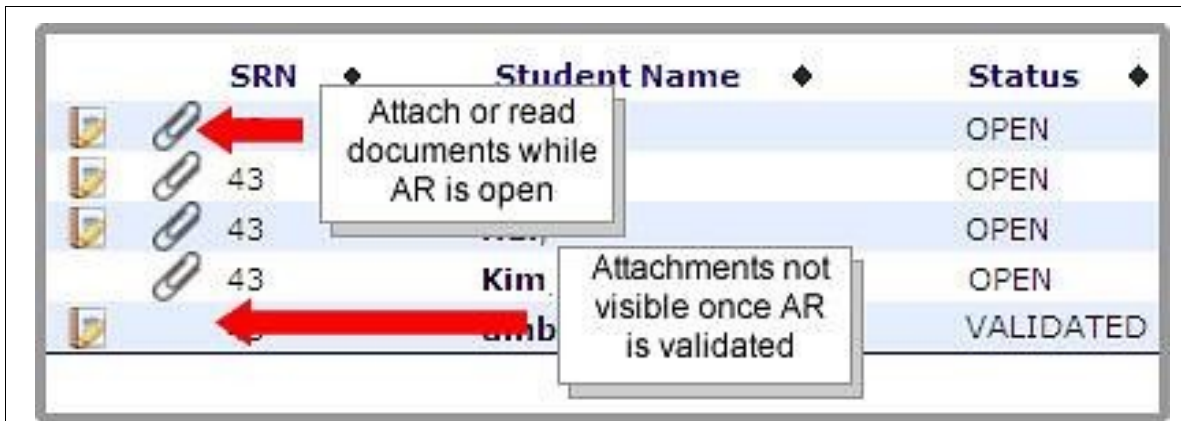 SRN Student Name Status
Attach or read
documents while
AR is open
OPEN
43 OPEN
43 OPEN
43 Kim OPEN
Attachments not
visible once AR
is validated
VALIDATED